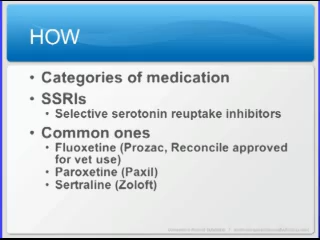 HOW
• Categories of medication
• SSRIs
• Selective serotonin reuptake inhibitors
• Common ones
• Fluoxetine (Prozac, Reconcile approved
for vet use)
• Paroxetine (Paxil)
• Sertraline (Zoloft)